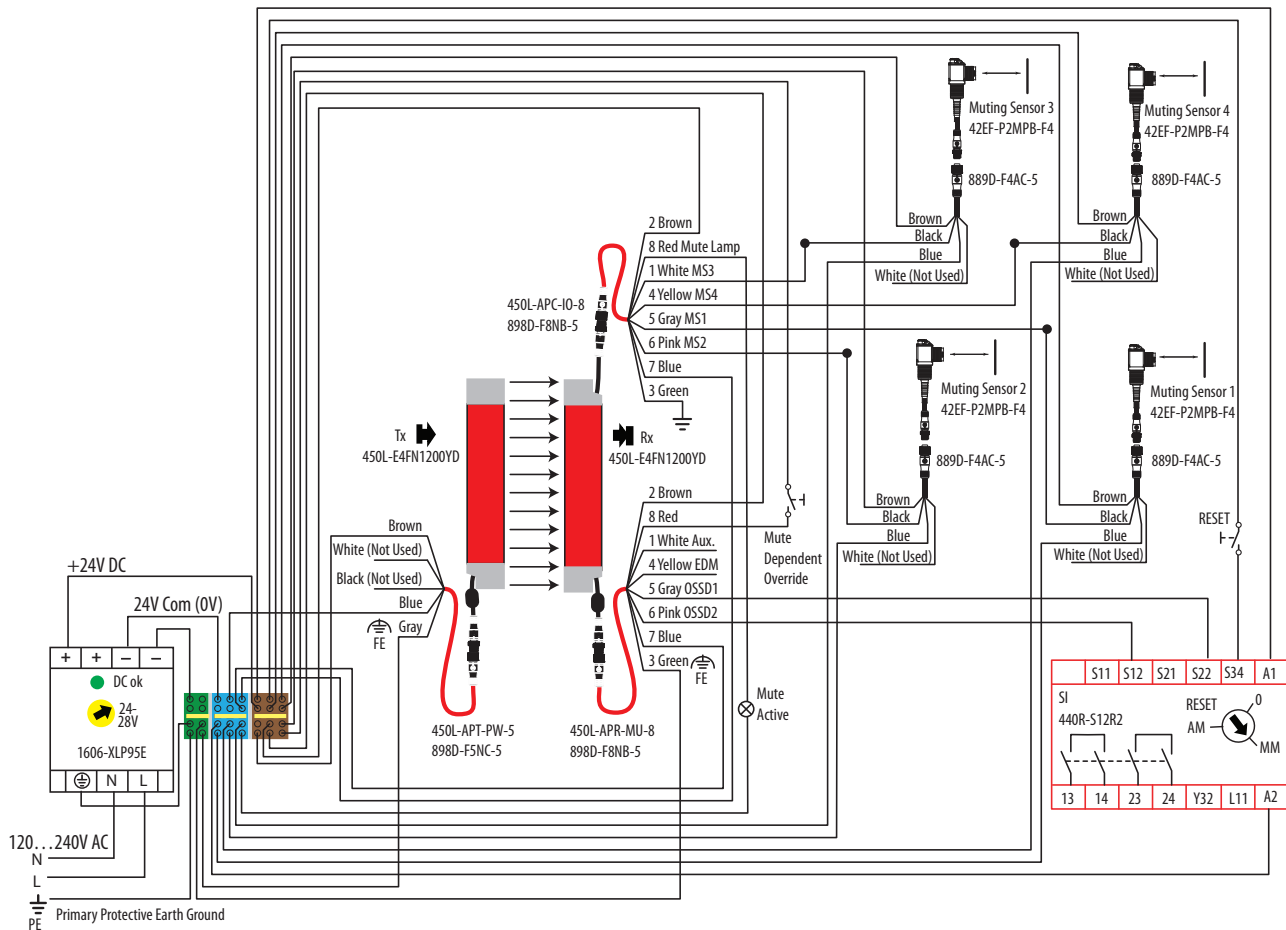 Muting Sensor 3
42EF-P2MPB-F4
889D-F4AC-5
Brown
Black
Blue
White (Not Used)
Muting Sensor 4
42EF-P2MPB-F4
889D-F4AC-5
Brown
Black
Blue
White (Not Used)
2 Brown
8 Red Mute Lamp
1 White MS3
4 Yellow MS4
5 Gray MS1
6 Pink MS2
7 Blue
3 Green
450L-APC-IO-8
898D-F8NB-5
Muting Sensor 2
42EF-P2MPB-F4
889D-F4AC-5
Brown
Black
Blue
White (Not Used)
Muting Sensor 1
42EF-P2MPB-F4
889D-F4AC-5
Brown
Black
Blue
White (Not Used)
Tx
450L-E4FN1200YD
Rx
450L-E4FN1200YD
2 Brown
8 Red
1 White Aux.
4 Yellow EDM
5 Gray OSSD1
6 Pink OSSD2
7 Blue
3 Green
FE
Mute
Dependent
Override
RESET
Brown
White (Not Used)
Black (Not Used)
Blue
Gray
FE
+24V DC
24V Com (0V)
+ + – –
DC ok
24-
28V
1606-XLP95E
N L
450L-APT-PW-5
898D-F5NC-5
450L-APR-MU-8
898D-F8NB-5
Mute
Active
S11 S12 S21 S22 S34 A1
SI
440R-S12R2
RESET
0
AM
MM
13 14 23 24 Y32 L11 A2
120...240V AC
N
L
PE
Primary Protective Earth Ground